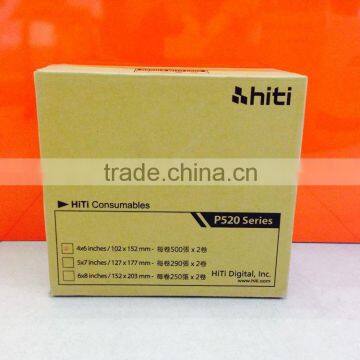 hiti
trade.china.cn
HiTi Consumables
P520 Series
4x6 inches / 102 x 152 mm - 每卷500張 x 2卷
5x7 inches / 127 x 177 mm - 每卷290張 x 2卷
6x8 inches / 152 x 203 mm - 每卷250張 x 2卷
HiTi Digital, Inc.
www.hiti.com